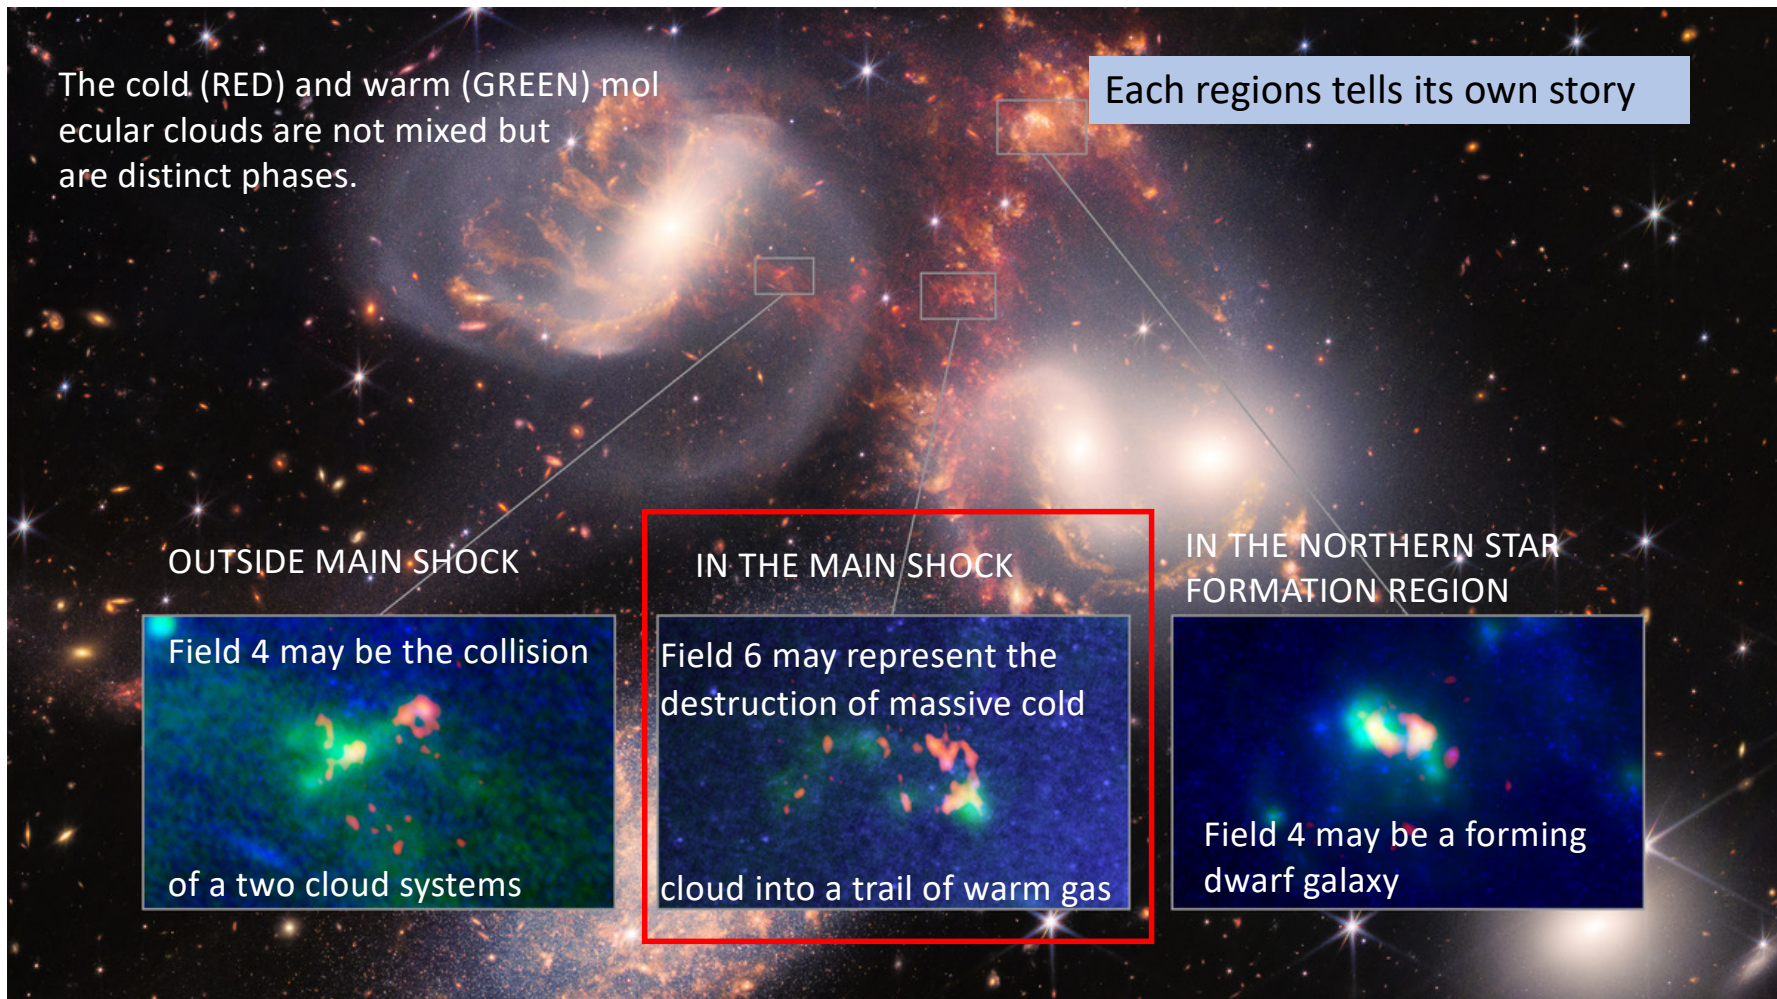 The cold (RED) and warm (GREEN) mol
ecular clouds are not mixed but
are distinct phases.
Each regions tells its own story
OUTSIDE MAIN SHOCK
Field 4 may be the collision
of a two cloud systems
IN THE MAIN SHOCK
Field 6 may represent the
destruction of massive cold
cloud into a trail of warm gas
IN THE NORTHERN STAR
FORMATION REGION
Field 4 may be a forming
dwarf galaxy